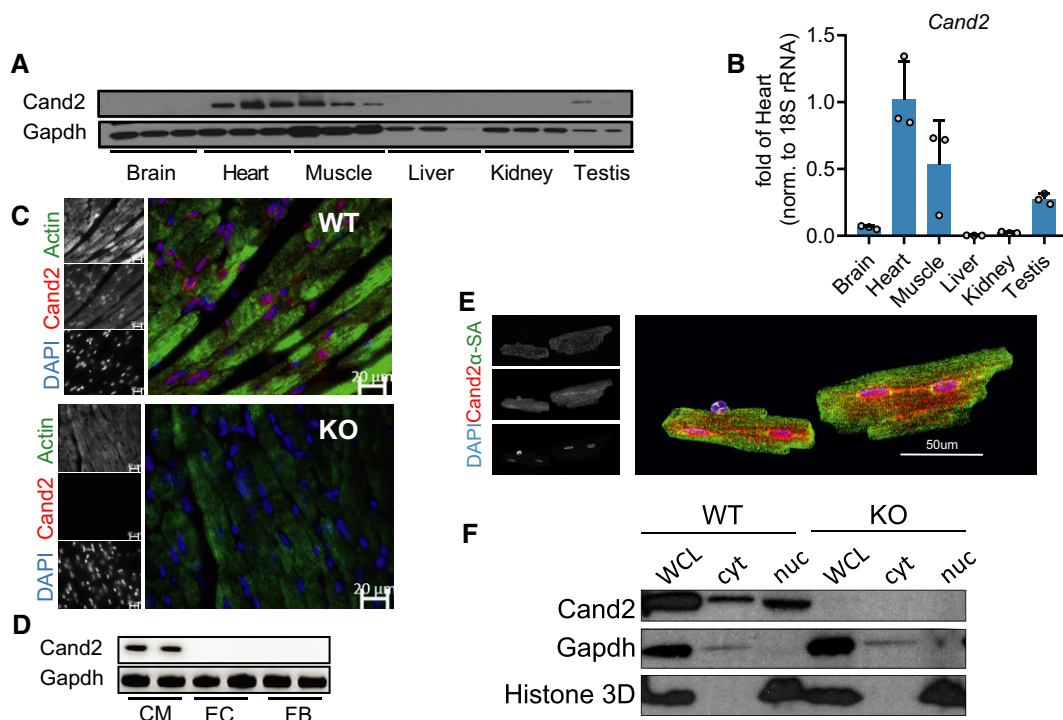 A
Cand2
Gapdh
Brain Heart Muscle Liver Kidney Testis
B
Cand2
fold of Heart
(norm. to 18S rRNA)
1.5
1.0
0.5
0.0
Brain
Heart
Muscle
Liver
Kidney
Testis
C
DAPI Cand2 Actin
WT
20 µm
DAPI Cand2 Actin
KO
20 µm
D
Cand2
Gapdh
CM EC FB
E
DAPICand2α-SA
50um
F
WT KO
WCL cyt nuc WCL cyt nuc
Cand2
Gapdh
Histone 3D